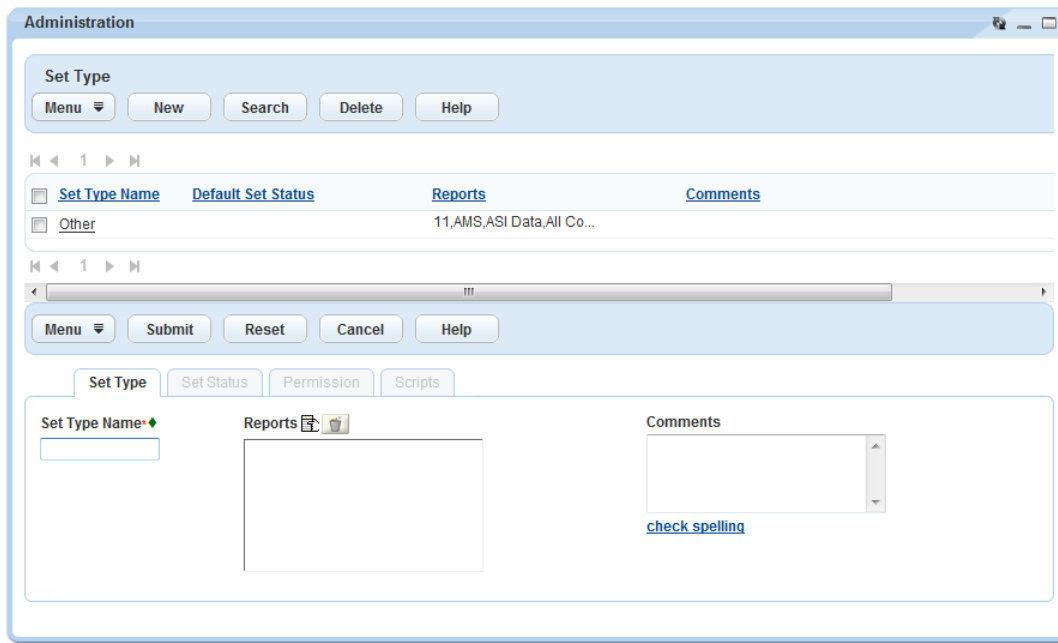 Administration
Set Type
Menu New Search Delete Help
1
Set Type Name Default Set Status Reports Comments
Other 11,AMS,ASI Data,All Co...
1
Menu Submit Reset Cancel Help
Set Type Set Status Permission Scripts
Set Type Name* Reports Comments
check spelling